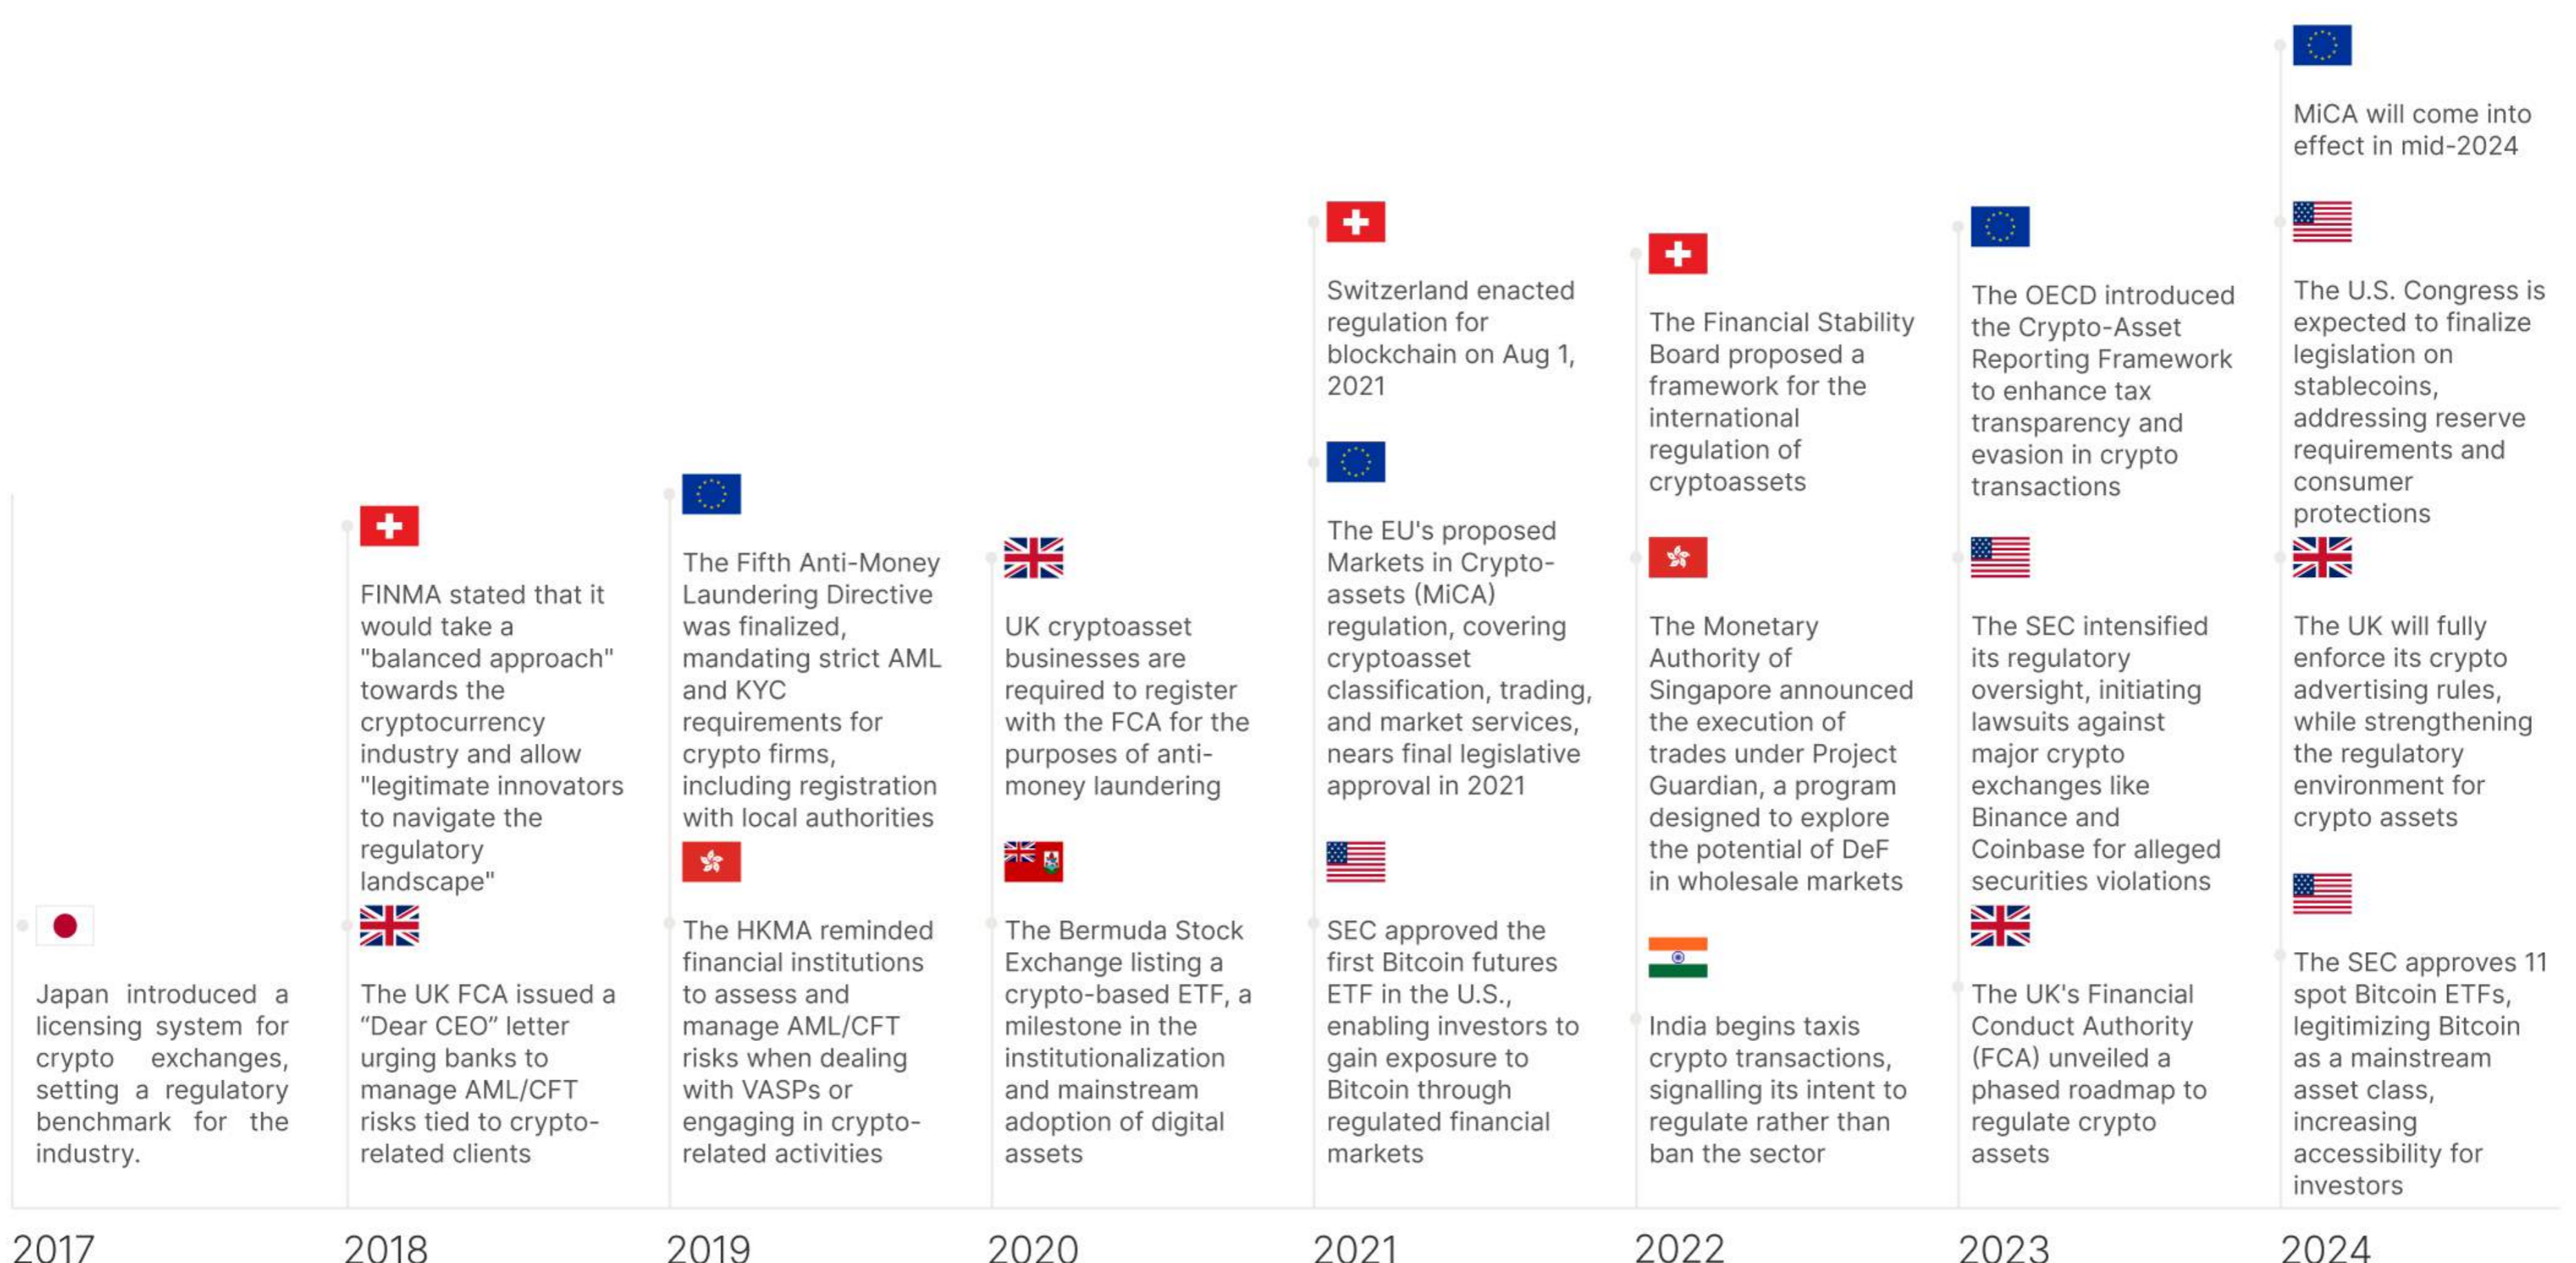 Japan introduced a
licensing system for
crypto exchanges,
setting a regulatory
benchmark for the
industry.
2017
FINMA stated that it
would take a
"balanced approach"
towards the
cryptocurrency
industry and allow
"legitimate innovators
to navigate the
regulatory
landscape"
The UK FCA issued a
“Dear CEO” letter
urging banks to
manage AML/CFT
risks tied to crypto-
related clients
2018
The Fifth Anti-Money
Laundering Directive
was finalized,
mandating strict AML
and KYC
requirements for
crypto firms,
including registration
with local authorities
The HKMA reminded
financial institutions
to assess and
manage AML/CFT
risks when dealing
with VASPs or
engaging in crypto-
related activities
2019
UK cryptoasset
businesses are
required to register
with the FCA for the
purposes of anti-
money laundering
The Bermuda Stock
Exchange listing a
crypto-based ETF, a
milestone in the
institutionalization
and mainstream
adoption of digital
assets
2020
Switzerland enacted
regulation for
blockchain on Aug 1,
2021
The EU's proposed
Markets in Crypto-
assets (MiCA)
regulation, covering
cryptoasset
classification, trading,
and market services,
nears final legislative
approval in 2021
SEC approved the
first Bitcoin futures
ETF in the U.S.,
enabling investors to
gain exposure to
Bitcoin through
regulated financial
markets
2021
The Financial Stability
Board proposed a
framework for the
international
regulation of
cryptoassets
The Monetary
Authority of
Singapore announced
the execution of
trades under Project
Guardian, a program
designed to explore
the potential of DeF
in wholesale markets
India begins taxis
crypto transactions,
signalling its intent to
regulate rather than
ban the sector
2022
The OECD introduced
the Crypto-Asset
Reporting Framework
to enhance tax
transparency and
evasion in crypto
transactions
The SEC intensified
its regulatory
oversight, initiating
lawsuits against
major crypto
exchanges like
Binance and
Coinbase for alleged
securities violations
The UK's Financial
Conduct Authority
(FCA) unveiled a
phased roadmap to
regulate crypto
assets
2023
MiCA will come into
effect in mid-2024
The U.S. Congress is
expected to finalize
legislation on
stablecoins,
addressing reserve
requirements and
consumer
protections
The UK will fully
enforce its crypto
advertising rules,
while strengthening
the regulatory
environment for
crypto assets
The SEC approves 11
spot Bitcoin ETFs,
legitimizing Bitcoin
as a mainstream
asset class,
increasing
accessibility for
investors
2024